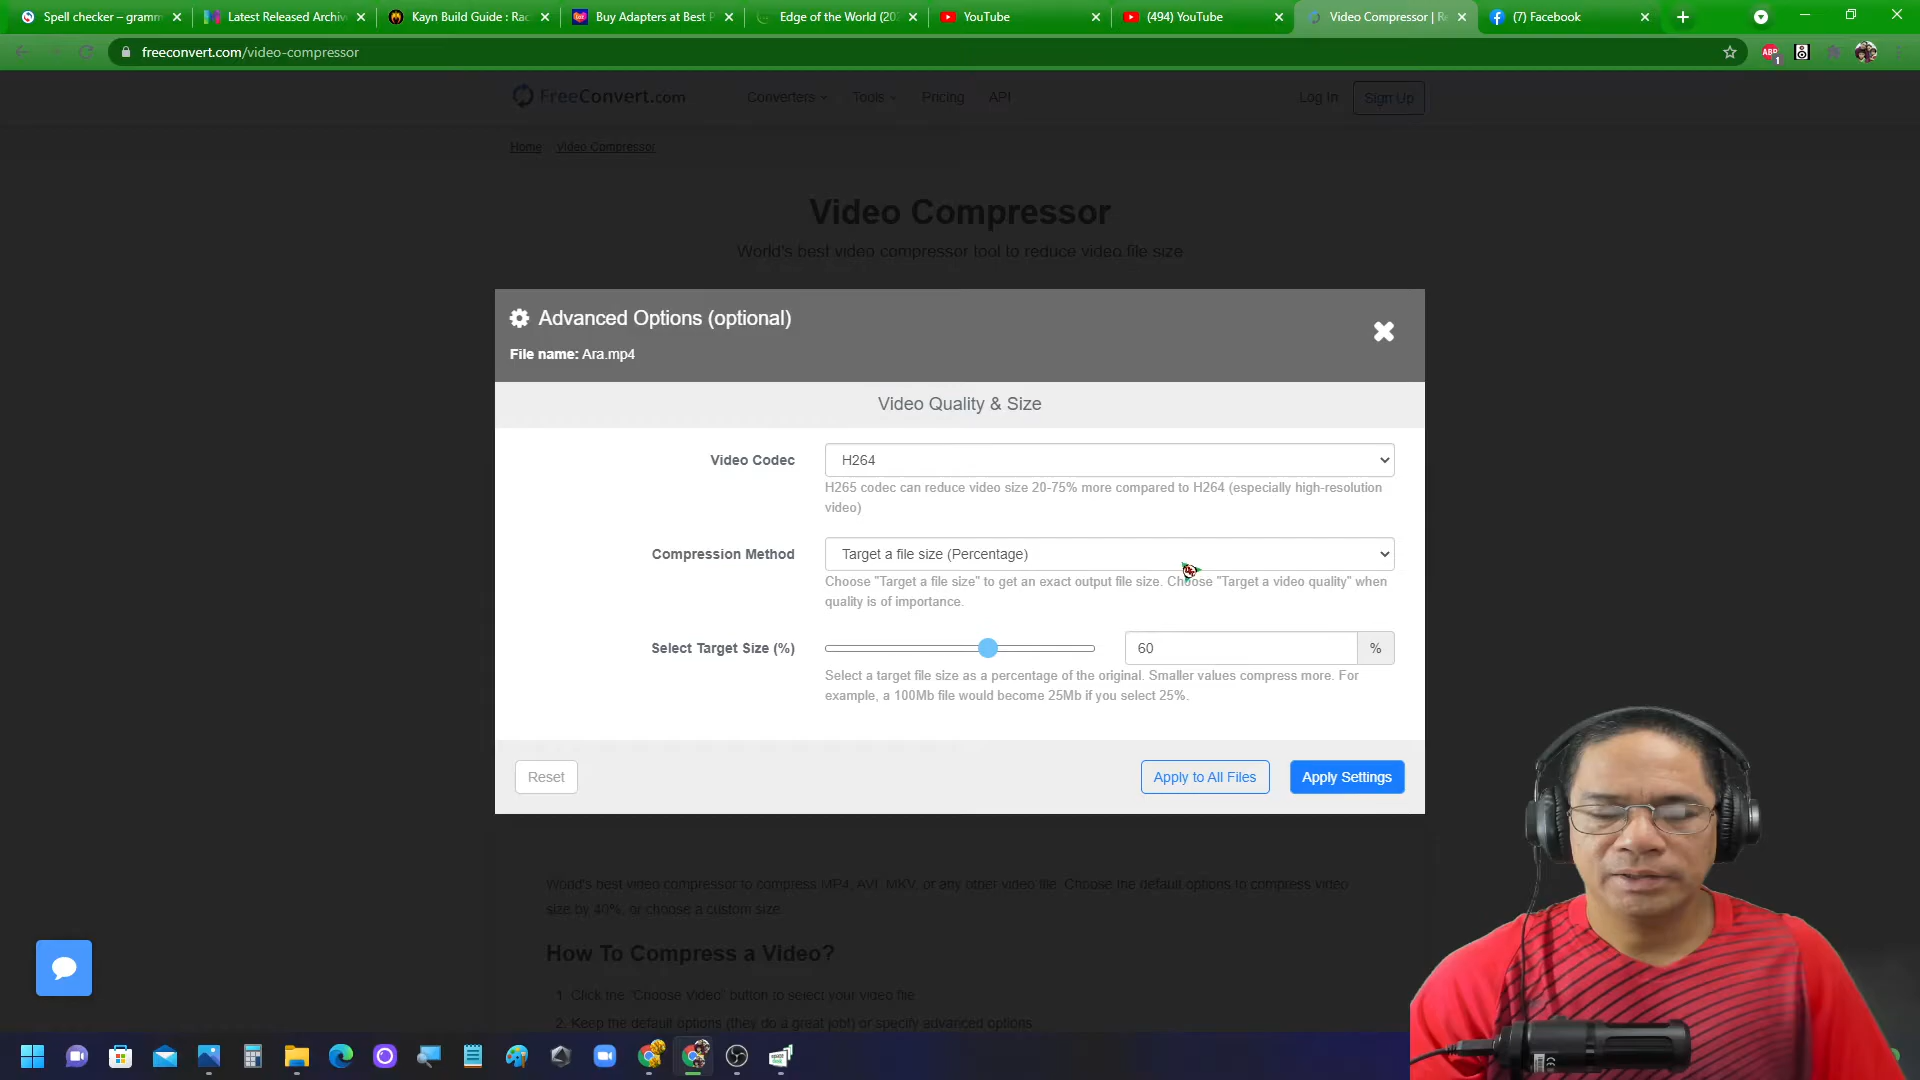 Spell checker – gramm
Latest Released Archiv
Kayn Build Guide : Rac
Buy Adapters at Best P
Edge of the World (202
YouTube
(494) YouTube
Video Compressor | Re
(7) Facebook
freeconvert.com/video-compressor
ABP
1
FreeConvert.com
Converters
Tools
Pricing
API
Log In
Sign Up
Home
Video Compressor
Video Compressor
World's best video compressor tool to reduce video file size
Advanced Options (optional)
File name: Ara.mp4
Video Quality & Size
Video Codec
H264
H265 codec can reduce video size 20-75% more compared to H264 (especially high-resolution
video)
Compression Method
Target a file size (Percentage)
Choose "Target a file size" to get an exact output file size. Choose "Target a video quality" when
quality is of importance.
Select Target Size (%)
60
%
Select a target file size as a percentage of the original. Smaller values compress more. For
example, a 100Mb file would become 25Mb if you select 25%.
Reset
Apply to All Files
Apply Settings
World's best video compressor to compress MP4, AVI, MKV, or any other video file. Choose the default options to compress video
size by 40%, or choose a custom size.
How To Compress a Video?
1. Click the "Choose Video" button to select your video file
2. Keep the default options (they do a great job!) or specify advanced options